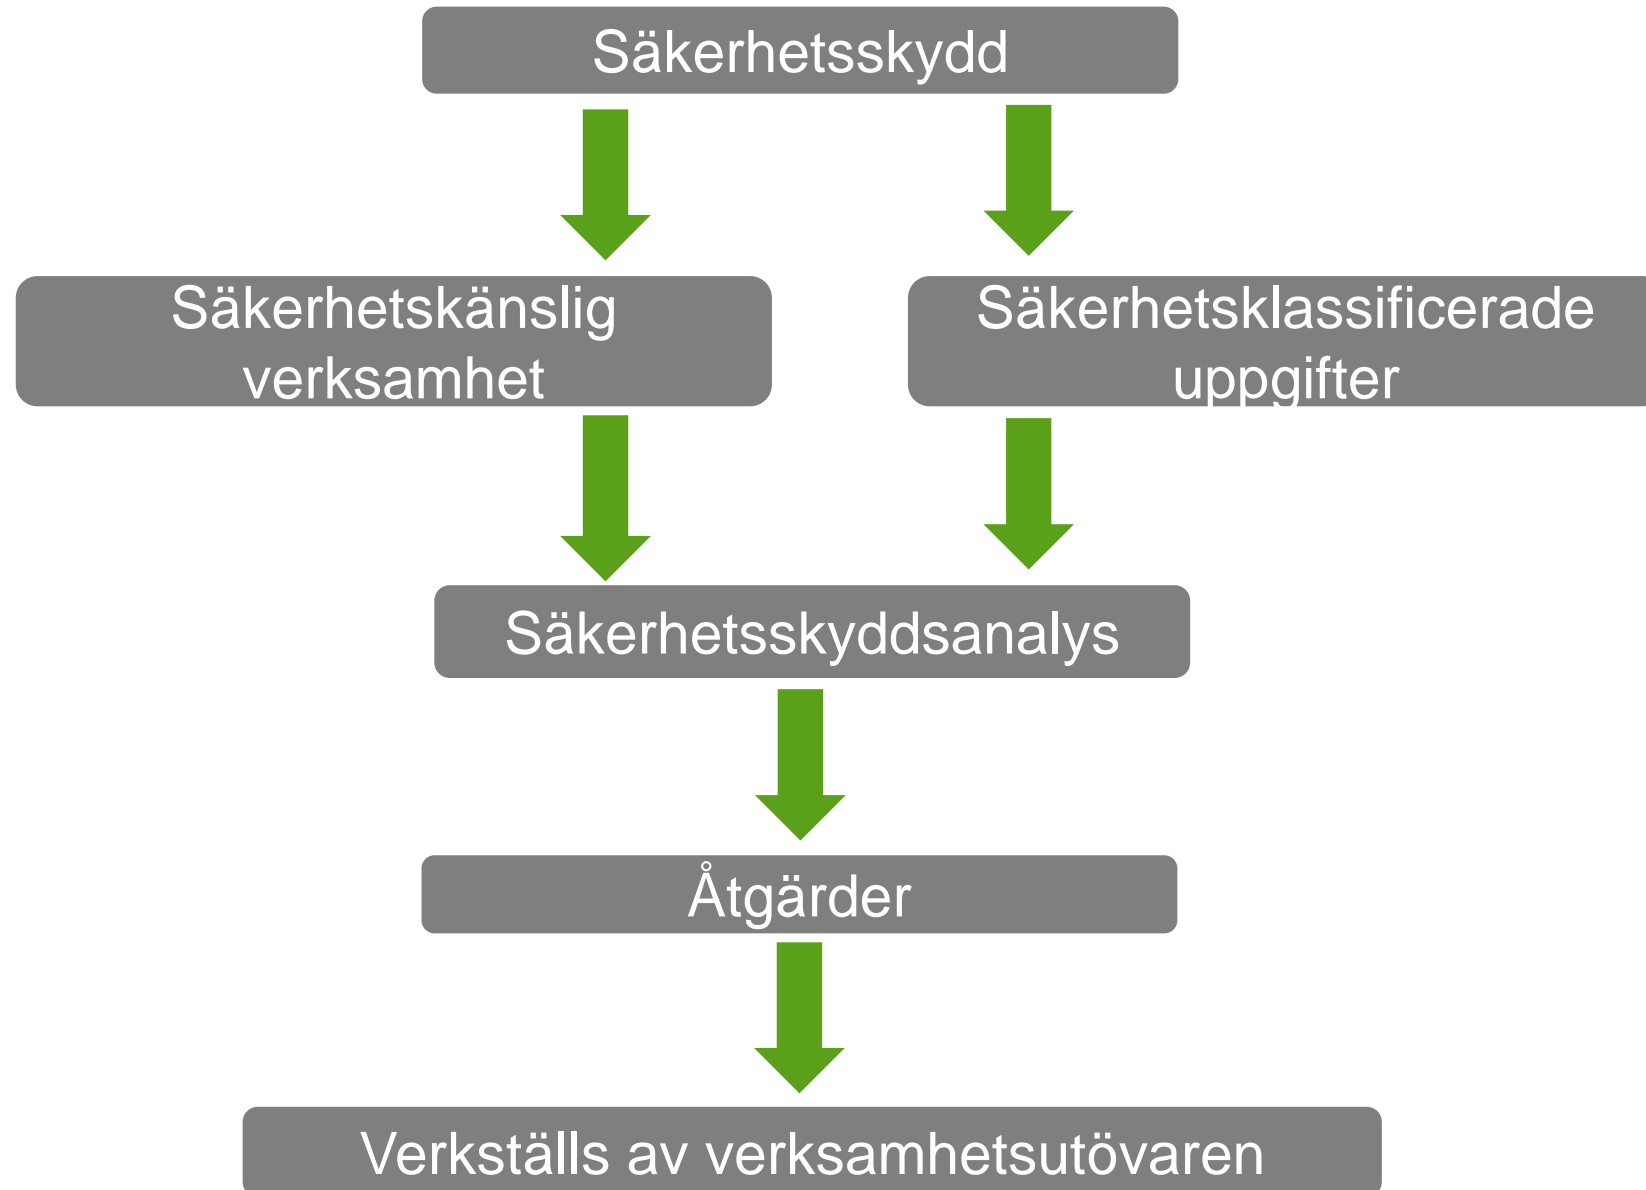 Säkerhetsskydd
Säkerhetskänslig
verksamhet
Säkerhetsklassificerade
uppgifter
Säkerhetsskyddsanalys
Åtgärder
Verkställs av verksamhetsutövaren